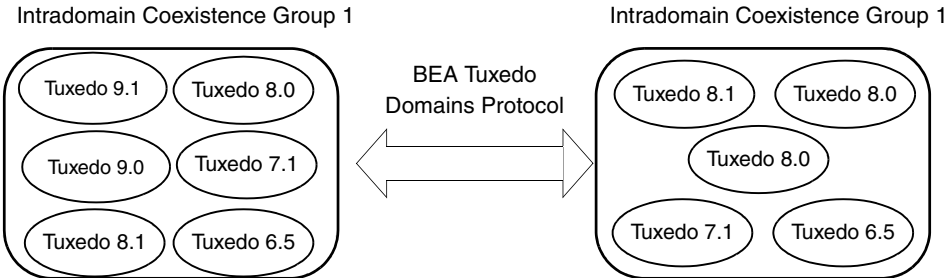 Intradomain Coexistence Group 1
Tuxedo 9.1
Tuxedo 8.0
Tuxedo 9.0
Tuxedo 7.1
Tuxedo 8.1
Tuxedo 6.5
BEA Tuxedo
Domains Protocol
Intradomain Coexistence Group 1
Tuxedo 8.1
Tuxedo 8.0
Tuxedo 8.0
Tuxedo 7.1
Tuxedo 6.5